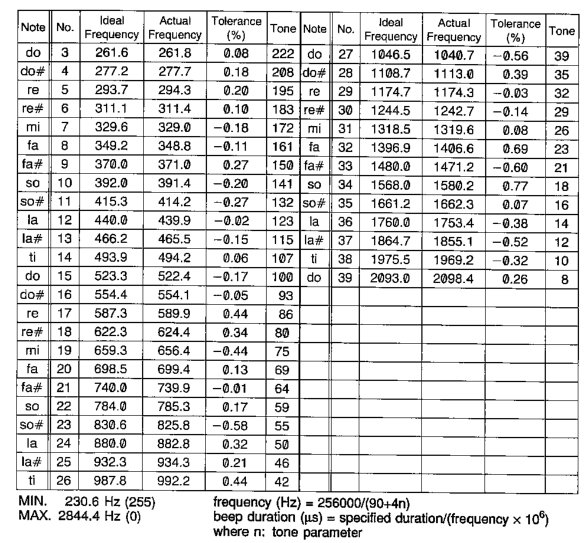 Note No. Ideal Frequency Actual Frequency Tolerance (%) Tone Note No. Ideal Frequency Actual Frequency Tolerance (%) Tone
do 3 261.6 261.8 0.08 222 do 27 1046.5 1040.7 −0.56 39
do# 4 277.2 277.7 0.18 208 do# 28 1108.7 1113.0 0.39 35
re 5 293.7 294.3 0.20 195 re 29 1174.7 1174.3 −0.03 32
re# 6 311.1 311.4 0.10 183 re# 30 1244.5 1242.7 −0.14 29
mi 7 329.6 329.0 −0.18 172 mi 31 1318.5 1319.6 0.08 26
fa 8 349.2 348.8 −0.11 161 fa 32 1396.9 1406.6 0.69 23
fa# 9 370.0 371.0 0.27 150 fa# 33 1480.0 1471.2 −0.60 21
so 10 392.0 391.4 −0.20 141 so 34 1568.0 1580.2 0.77 18
so# 11 415.3 414.2 −0.27 132 so# 35 1661.2 1662.3 0.07 16
la 12 440.0 439.9 −0.02 123 la 36 1760.0 1753.4 −0.38 14
la# 13 466.2 465.5 −0.15 115 la# 37 1864.7 1855.1 −0.52 12
ti 14 493.9 494.2 0.06 107 ti 38 1975.5 1969.2 −0.32 10
do 15 523.3 522.4 −0.17 100 do 39 2093.0 2098.4 0.26 8
do# 16 554.4 554.1 −0.05 93
re 17 587.3 589.9 0.44 86
re# 18 622.3 624.4 0.34 80
mi 19 659.3 656.4 −0.44 75
fa 20 698.5 699.4 0.13 69
fa# 21 740.0 739.9 −0.01 64
so 22 784.0 785.3 0.17 59
so# 23 830.6 825.8 −0.58 55
la 24 880.0 882.8 0.32 50
la# 25 932.3 934.3 0.21 46
ti 26 987.8 992.2 0.44 42
MIN. 230.6 Hz (255) frequency (Hz) = 256000/(90+4n)
MAX. 2844.4 Hz (0) beep duration (µs) = specified duration/(frequency × 10⁶)
where n: tone parameter